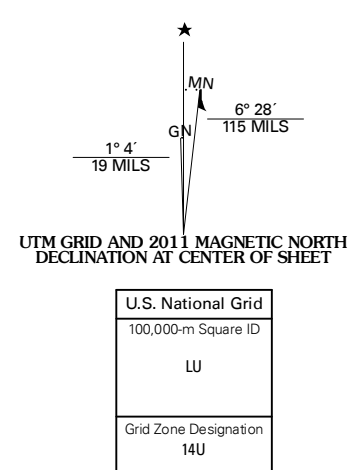 MN
6° 28´
115 MILS
GN
1° 4´
19 MILS
UTM GRID AND 2011 MAGNETIC NORTH
DECLINATION AT CENTER OF SHEET
U.S. National Grid
100,000-m Square ID
LU
Grid Zone Designation
14U